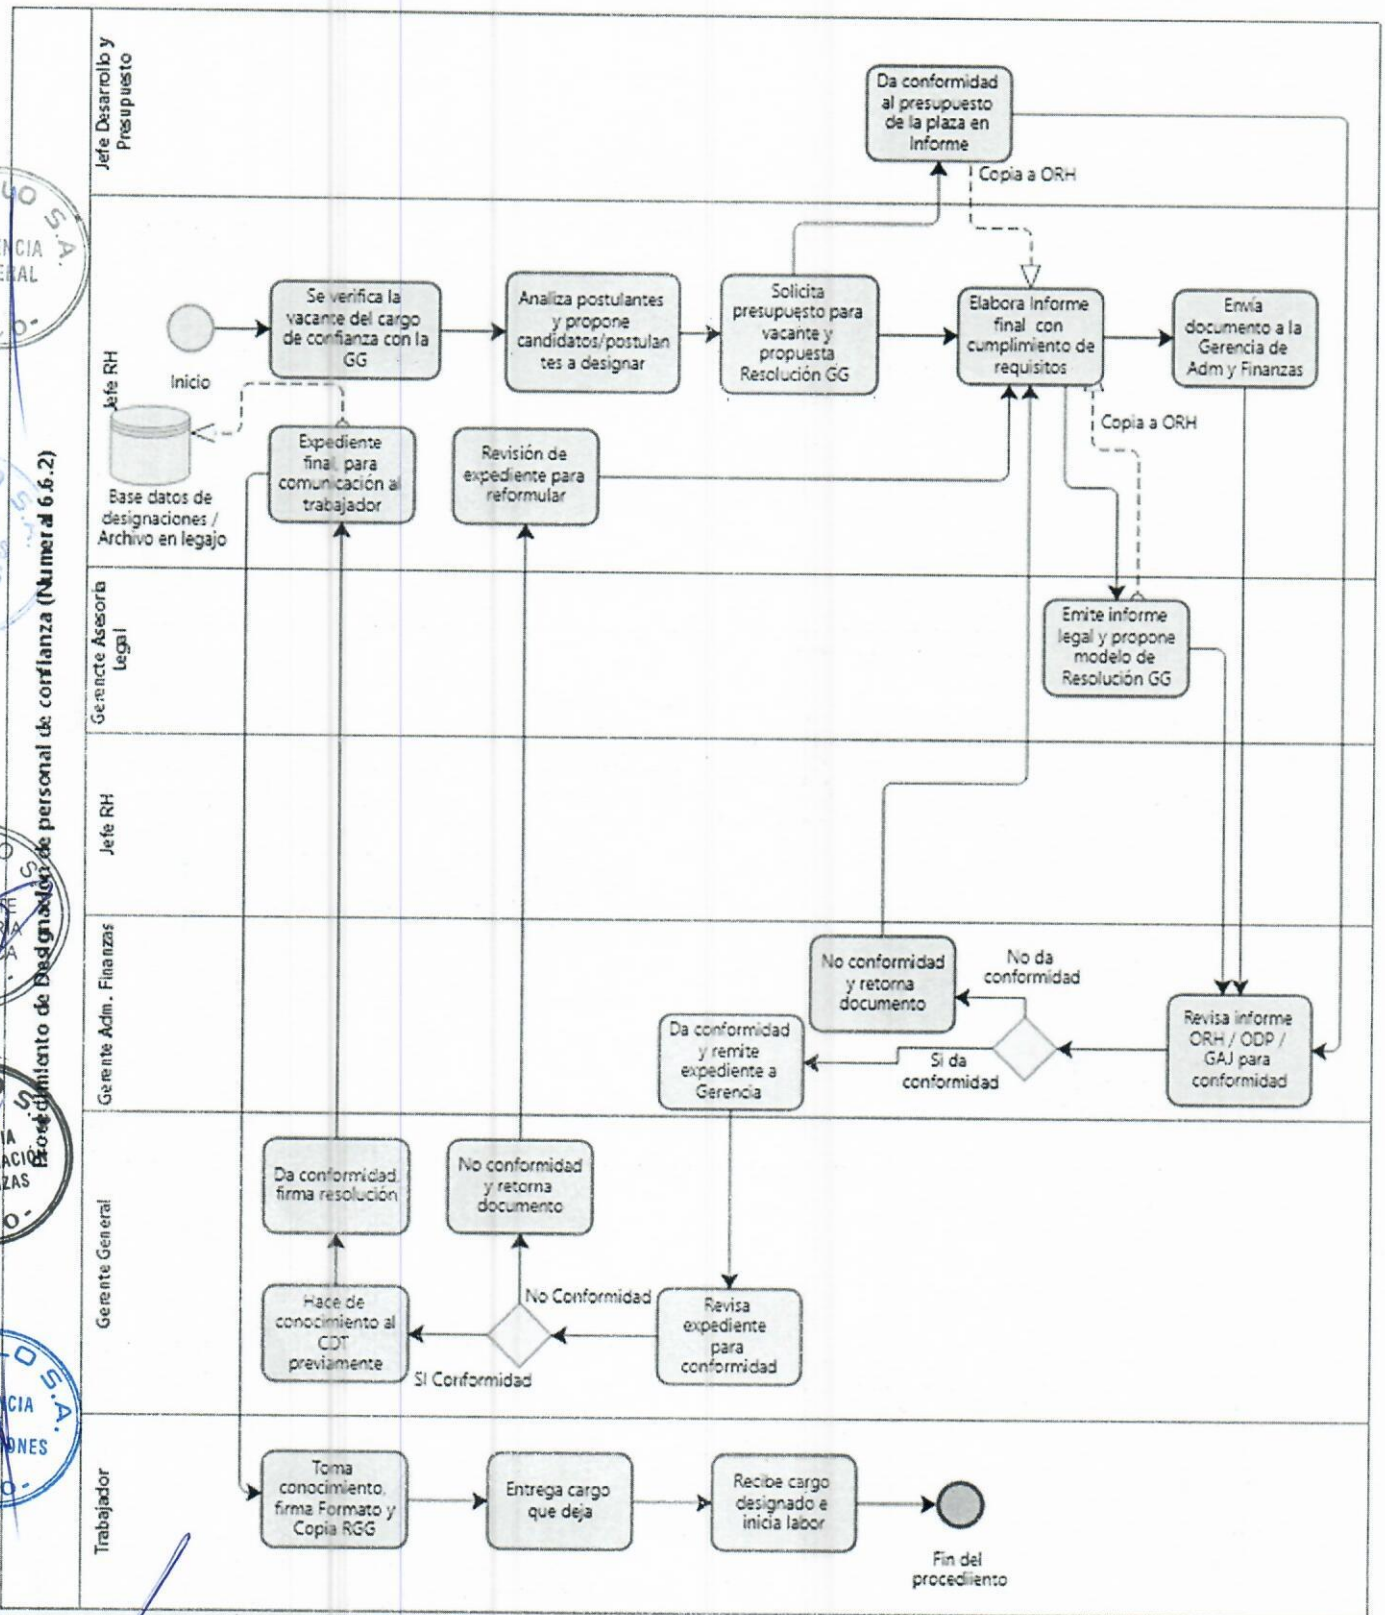 Procedimiento de Designación de personal de confianza (Numeral 6.6.2)
Jefe Desarrollo y
Presupuesto
Da conformidad
al presupuesto
de la plaza en
Informe
Copia a ORH
Jefe RH
Inicio
Se verifica la
vacante del cargo
de confianza con la
GG
Analiza postulantes
y propone
candidatos/postulan
tes a designar
Solicita
presupuesto para
vacante y
propuesta
Resolución GG
Elabora Informe
final con
cumplimiento de
requisitos
Envía
documento a la
Gerencia de
Adm y Finanzas
Base datos de
designaciones /
Archivo en legajo
Expediente
final, para
comunicación al
trabajador
Revisión de
expediente para
reformular
Copia a ORH
Gerencte Asesoria
Legal
Emite informe
legal y propone
modelo de
Resolución GG
Jefe RH
Gerente Adm. Finanzas
No conformidad
y retorna
documento
No da
conformidad
Da conformidad
y remite
expediente a
Gerencia
Si da
conformidad
Revisa informe
ORH / ODP /
GAJ para
conformidad
Gerente General
Da conformidad,
firma resolución
No conformidad
y retorna
documento
Hace de
conocimiento al
CDT
previamente
No Conformidad
SI Conformidad
Revisa
expediente
para
conformidad
Trabajador
Toma
conocimiento,
firma Formato y
Copia RGG
Entrega cargo
que deja
Recibe cargo
designado e
inicia labor
Fin del
procediiento
S.A.